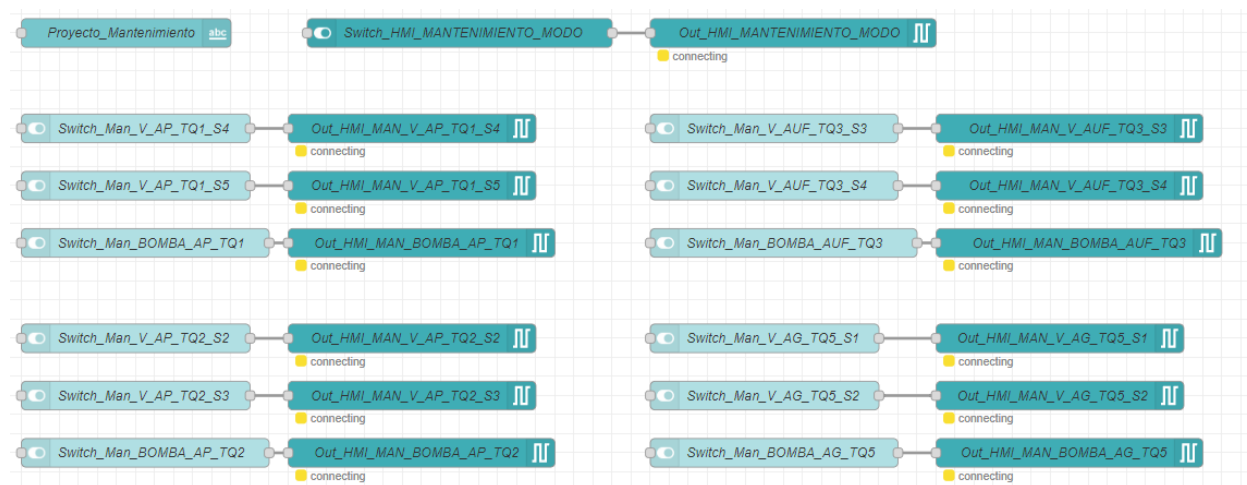 Proyecto_Mantenimiento abc
Switch_HMI_MANTENIMIENTO_MODO
Out_HMI_MANTENIMIENTO_MODO
connecting
Switch_Man_V_AP_TQ1_S4
Out_HMI_MAN_V_AP_TQ1_S4
connecting
Switch_Man_V_AUF_TQ3_S3
Out_HMI_MAN_V_AUF_TQ3_S3
connecting
Switch_Man_V_AP_TQ1_S5
Out_HMI_MAN_V_AP_TQ1_S5
connecting
Switch_Man_V_AUF_TQ3_S4
Out_HMI_MAN_V_AUF_TQ3_S4
connecting
Switch_Man_BOMBA_AP_TQ1
Out_HMI_MAN_BOMBA_AP_TQ1
connecting
Switch_Man_BOMBA_AUF_TQ3
Out_HMI_MAN_BOMBA_AUF_TQ3
connecting
Switch_Man_V_AP_TQ2_S2
Out_HMI_MAN_V_AP_TQ2_S2
connecting
Switch_Man_V_AG_TQ5_S1
Out_HMI_MAN_V_AG_TQ5_S1
connecting
Switch_Man_V_AP_TQ2_S3
Out_HMI_MAN_V_AP_TQ2_S3
connecting
Switch_Man_V_AG_TQ5_S2
Out_HMI_MAN_V_AG_TQ5_S2
connecting
Switch_Man_BOMBA_AP_TQ2
Out_HMI_MAN_BOMBA_AP_TQ2
connecting
Switch_Man_BOMBA_AG_TQ5
Out_HMI_MAN_BOMBA_AG_TQ5
connecting